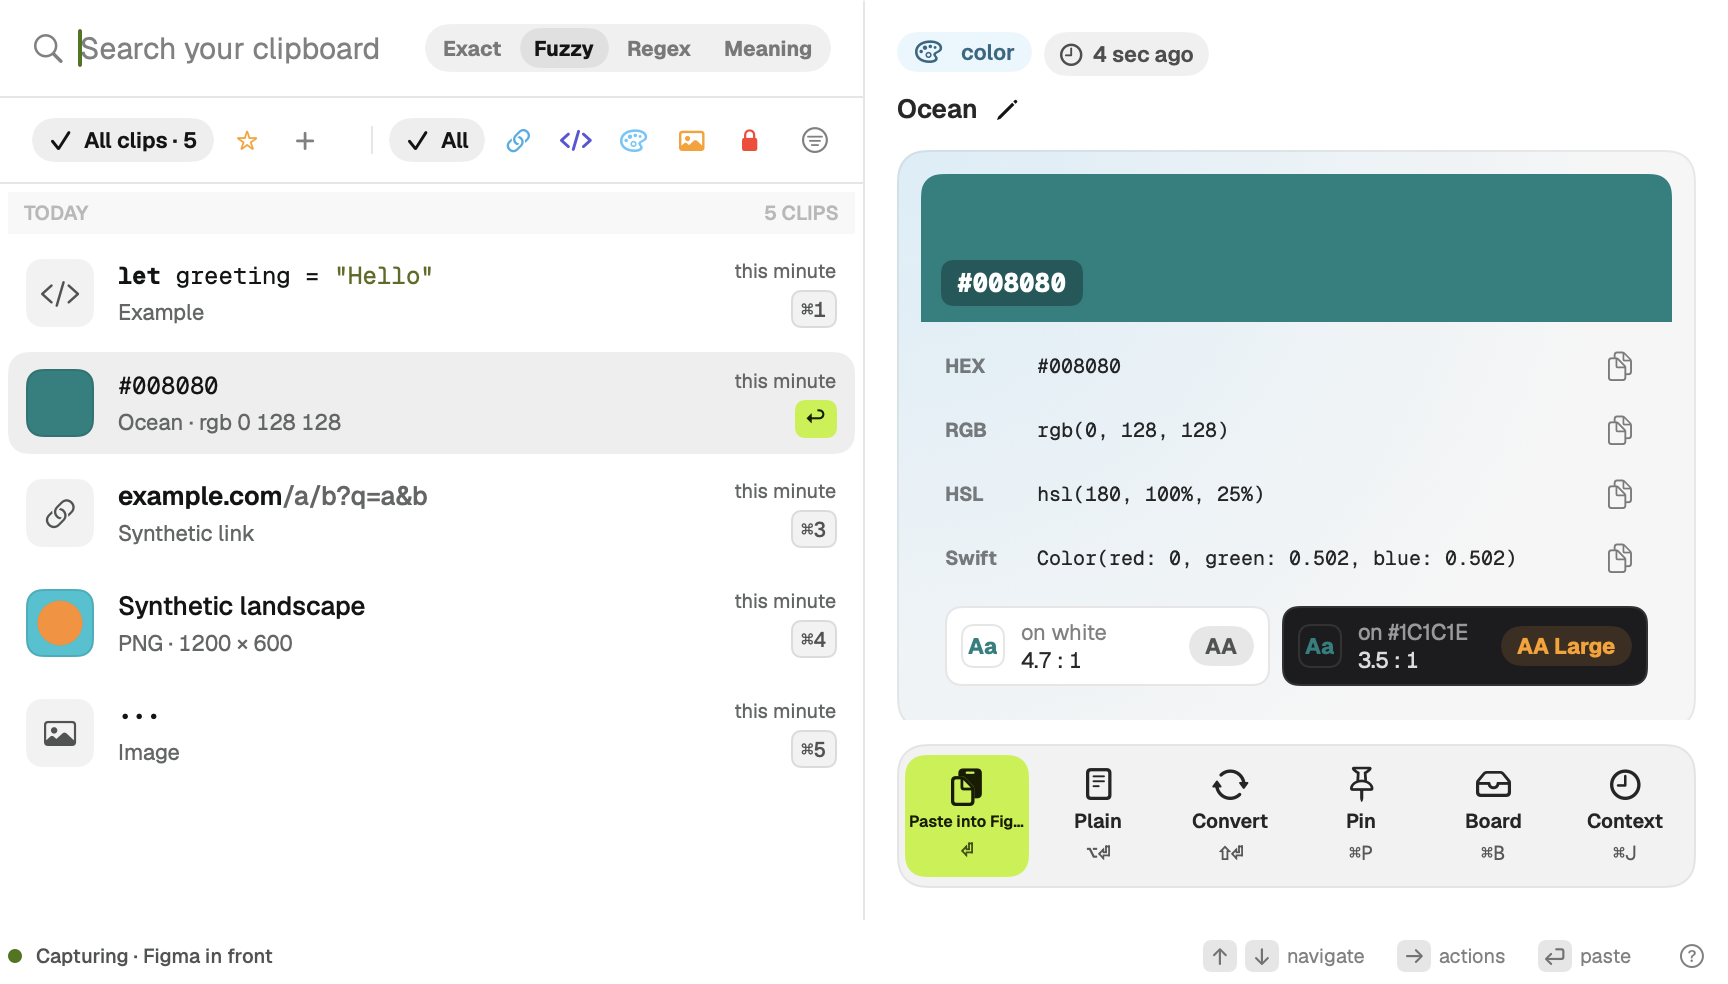 Search your clipboard
Exact Fuzzy Regex Meaning
All clips · 5
All
TODAY 5 CLIPS
let greeting = "Hello" this minute
Example ⌘1
#008080 this minute
Ocean · rgb 0 128 128
example.com/a/b?q=a&b this minute
Synthetic link ⌘3
Synthetic landscape this minute
PNG · 1200 × 600 ⌘4
... this minute
Image ⌘5
color 4 sec ago
Ocean
#008080
HEX #008080
RGB rgb(0, 128, 128)
HSL hsl(180, 100%, 25%)
Swift Color(red: 0, green: 0.502, blue: 0.502)
Aa on white 4.7 : 1 AA
Aa on #1C1C1E 3.5 : 1 AA Large
Paste into Fig... Plain Convert Pin Board Context
⏎ ⌥⏎ ⇧⏎ ⌘P ⌘B ⌘J
Capturing · Figma in front
↑ ↓ navigate → actions ↩ paste ?